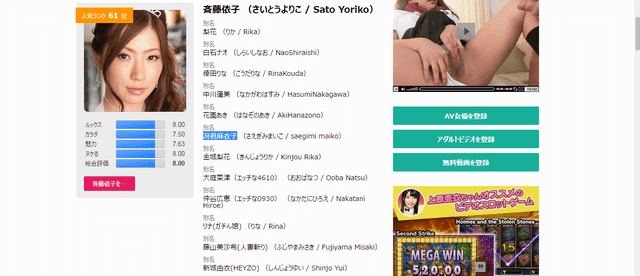 人気ランク 61 位
斉藤依子 （さいとうよりこ / Sato Yoriko）
別名
梨花 （りか / Rika）
別名
白石ナオ （しらいしなお / NaoShiraishi）
別名
倖田りな （こうだりな / RinaKouda）
別名
中川蓮美 （なかがわはすみ / HasumiNakagawa）
別名
花園あき （はなぞのあき / AkiHanazono）
別名
冴君麻衣子 （さえぎみまいこ / saegimi maiko）
別名
金城梨花 （きんじょうりか / Kinjou Rika）
別名
大庭菜津（エッチな4610） （おおばなつ / Ooba Natsu）
別名
仲谷広恵（エッチな0930） （なかたにひろえ / Nakatani
Hiroe）
別名
リナ(ガチん娘) （りな / Rina）
別名
藤山美沙希(人妻斬り) （ふじやまみさき / Fujiyama Misaki）
別名
新城由衣(HEYZO) （しんじょうゆい / Shinjo Yui）
ルックス 8.00
カラダ 7.50
魅力 7.63
ヌケる 8.00
総合評価 8.00
斉藤依子を…
AV女優を登録
アダルトビデオを登録
無料動画を登録
上原亜衣ちゃんオススメの
ビデオスロットゲーム
Holmes and the Stolen Stones
Second Strike
MEGA WIN
520.00
15